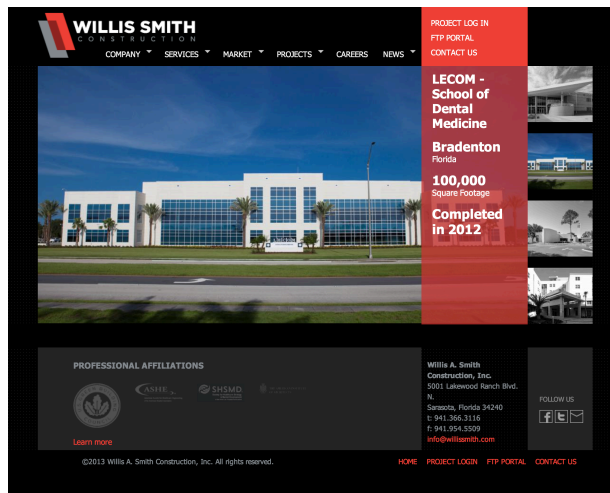 WILLIS SMITH
CONSTRUCTION
PROJECT LOG IN
FTP PORTAL
CONTACT US
COMPANY SERVICES MARKET PROJECTS CAREERS NEWS
LECOM -
School of
Dental
Medicine
Bradenton
Florida
100,000
Square Footage
Completed
in 2012
PROFESSIONAL AFFILIATIONS
ASHE
SHSMD
Learn more
Willis A. Smith
Construction, Inc.
5001 Lakewood Ranch Blvd.
N.
Sarasota, Florida 34240
t: 941.366.3116
f: 941.954.5509
info@willissmith.com
FOLLOW US
©2013 Willis A. Smith Construction, Inc. All rights reserved.
HOME PROJECT LOGIN FTP PORTAL CONTACT US